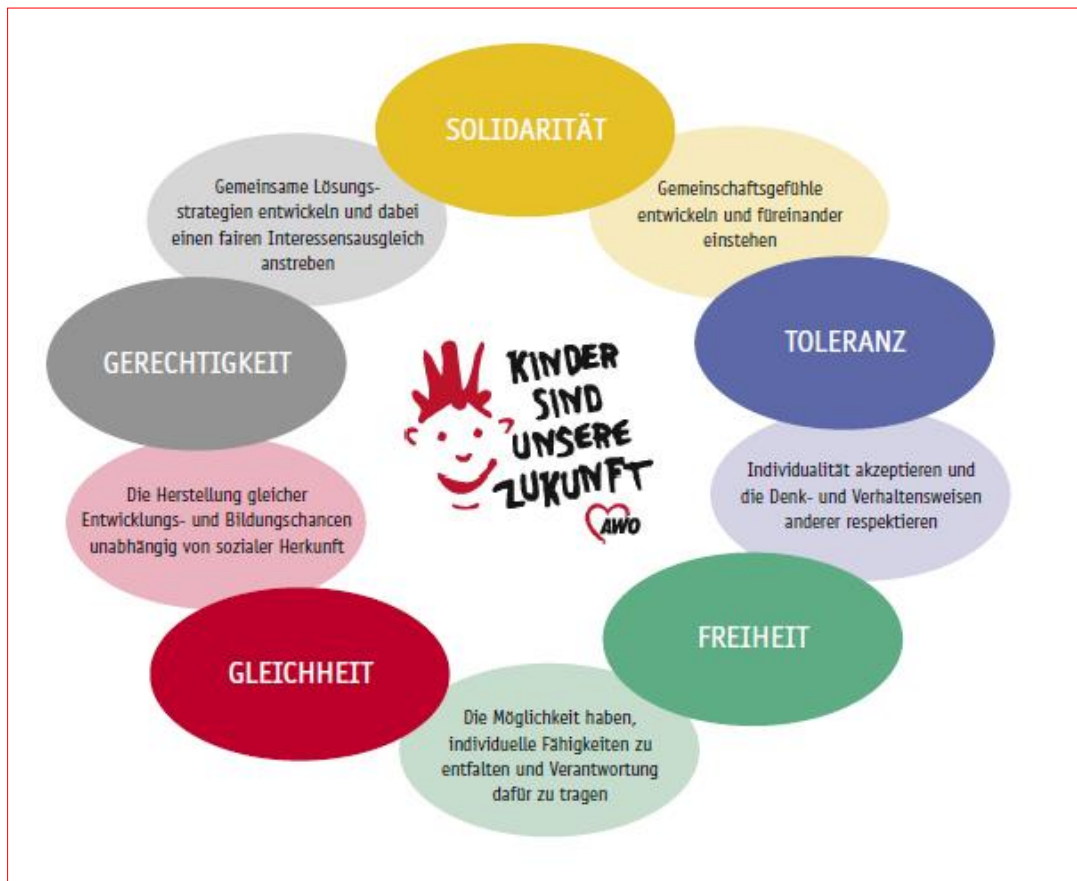 SOLIDARITÄT
Gemeinschaftsgefühle
entwickeln und füreinander
einstehen
TOLERANZ
Individualität akzeptieren und
die Denk- und Verhaltensweisen
anderer respektieren
FREIHEIT
Die Möglichkeit haben,
individuelle Fähigkeiten zu
entfalten und Verantwortung
dafür zu tragen
GLEICHHEIT
Die Herstellung gleicher
Entwicklungs- und Bildungschancen
unabhängig von sozialer Herkunft
GERECHTIGKEIT
Gemeinsame Lösungs-
strategien entwickeln und dabei
einen fairen Interessensausgleich
anstreben
KINDER
SIND
UNSERE
ZUKUNFT
AWO